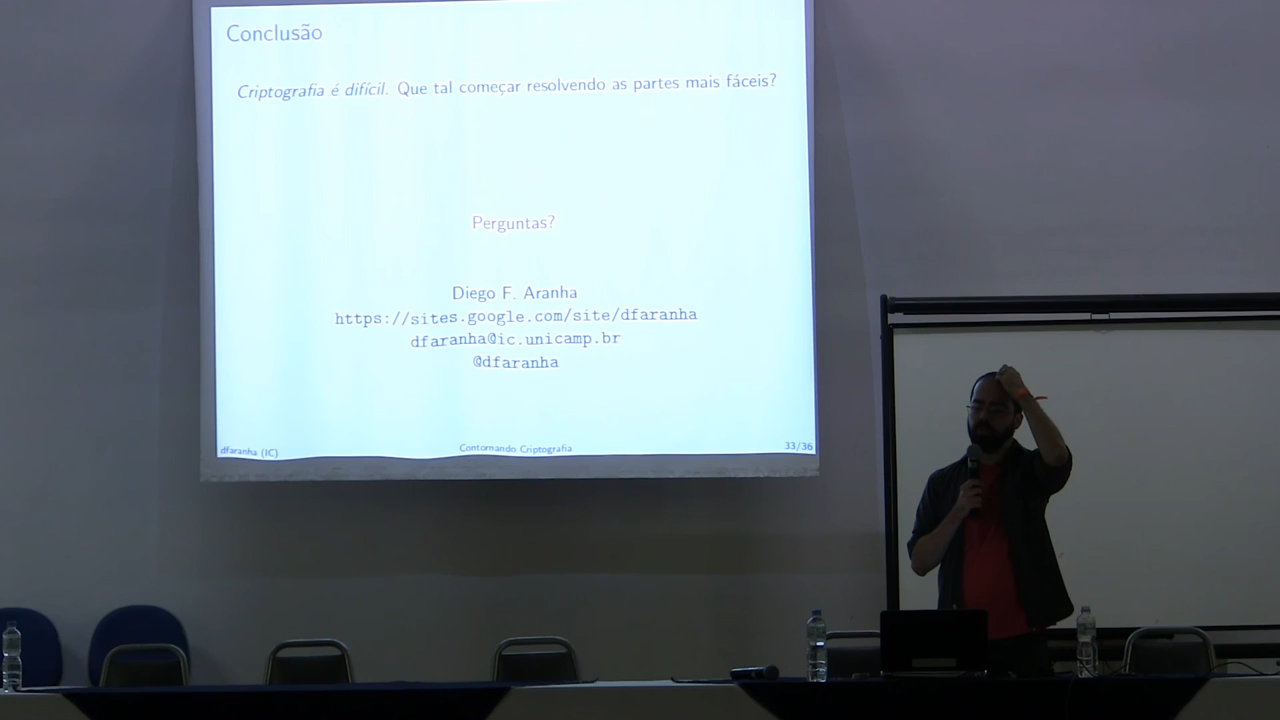 Conclusão
Criptografia é difícil. Que tal começar resolvendo as partes mais fáceis?
Perguntas?
Diego F. Aranha
https://sites.google.com/site/dfaranha
dfaranha@ic.unicamp.br
@dfaranha
dfaranha (IC) Contornando Criptografia 33/36